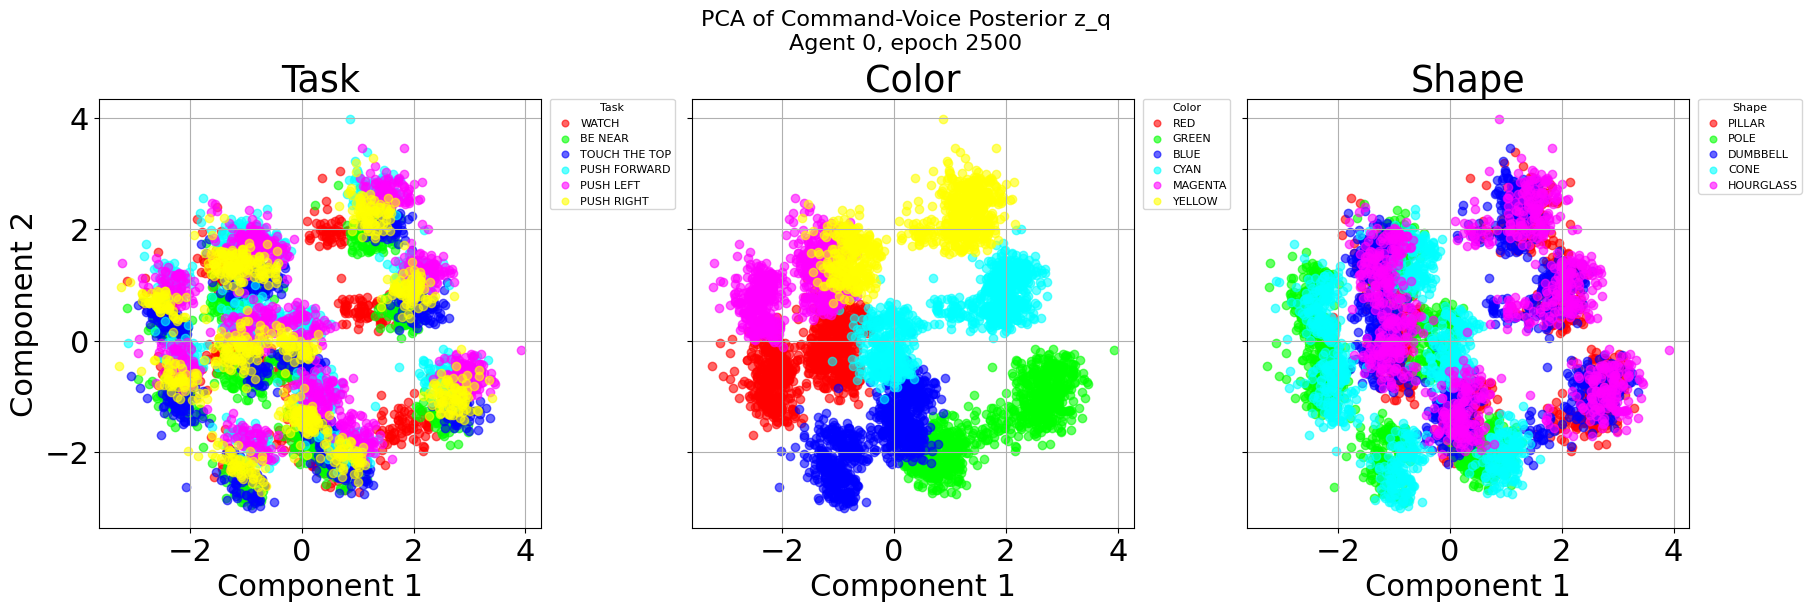 PCA of Command-Voice Posterior z_q
Agent 0, epoch 2500
Task
Color
Shape
Task
WATCH
BE NEAR
TOUCH THE TOP
PUSH FORWARD
PUSH LEFT
PUSH RIGHT
Color
RED
GREEN
BLUE
CYAN
MAGENTA
YELLOW
Shape
PILLAR
POLE
DUMBBELL
CONE
HOURGLASS
Component 2
4
2
0
−2
−2 0 2 4
−2 0 2 4
−2 0 2 4
Component 1
Component 1
Component 1